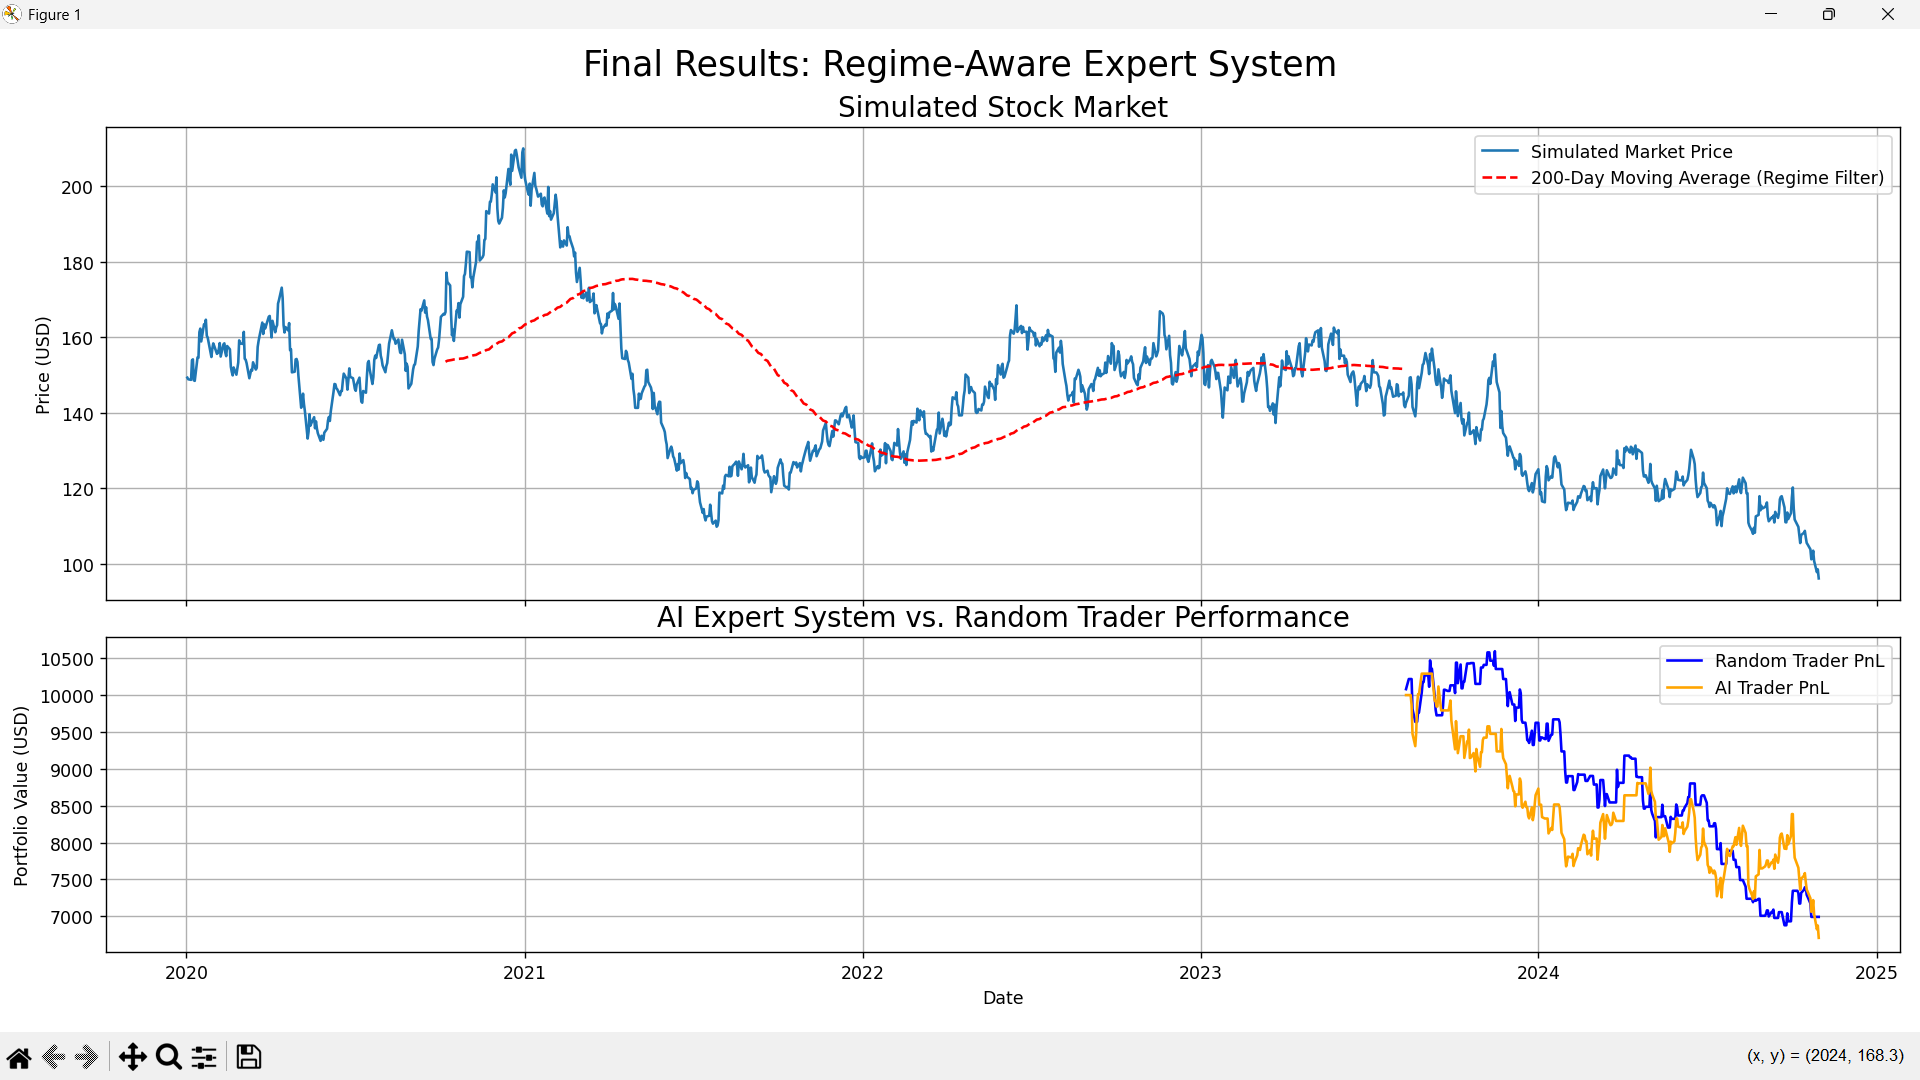 Figure 1
Final Results: Regime-Aware Expert System
Simulated Stock Market
Simulated Market Price
200-Day Moving Average (Regime Filter)
Price (USD)
200
180
160
140
120
100
AI Expert System vs. Random Trader Performance
Random Trader PnL
AI Trader PnL
Portfolio Value (USD)
10500
10000
9500
9000
8500
8000
7500
7000
2020 2021 2022 2023 2024 2025
Date
(x, y) = (2024, 168.3)